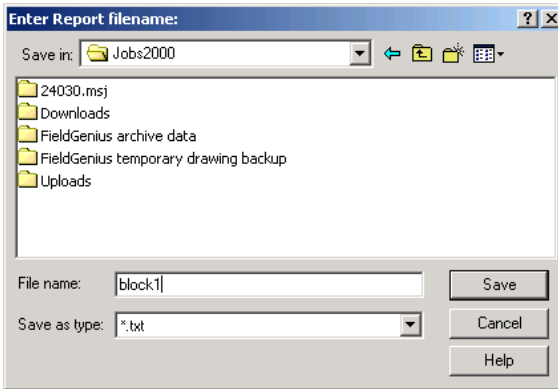 Enter Report filename:
Save in: Jobs2000
24030.msj
Downloads
FieldGenius archive data
FieldGenius temporary drawing backup
Uploads
File name: block1 Save
Save as type: *.txt Cancel
Help